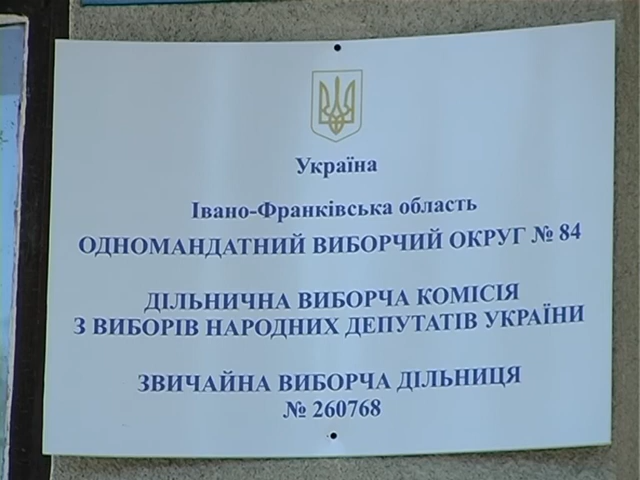 Україна
Івано-Франківська область
ОДНОМАНДАТНИЙ ВИБОРЧИЙ ОКРУГ № 84
ДІЛЬНИЧНА ВИБОРЧА КОМІСІЯ
З ВИБОРІВ НАРОДНИХ ДЕПУТАТІВ УКРАЇНИ
ЗВИЧАЙНА ВИБОРЧА ДІЛЬНИЦЯ
№ 260768